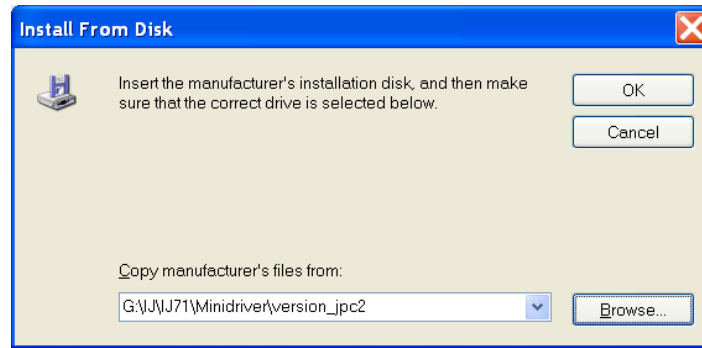 Install From Disk
Insert the manufacturer's installation disk, and then make
sure that the correct drive is selected below.
OK
Cancel
Copy manufacturer's files from:
G:\IJ\IJ71\Minidriver\version_jpc2
Browse...